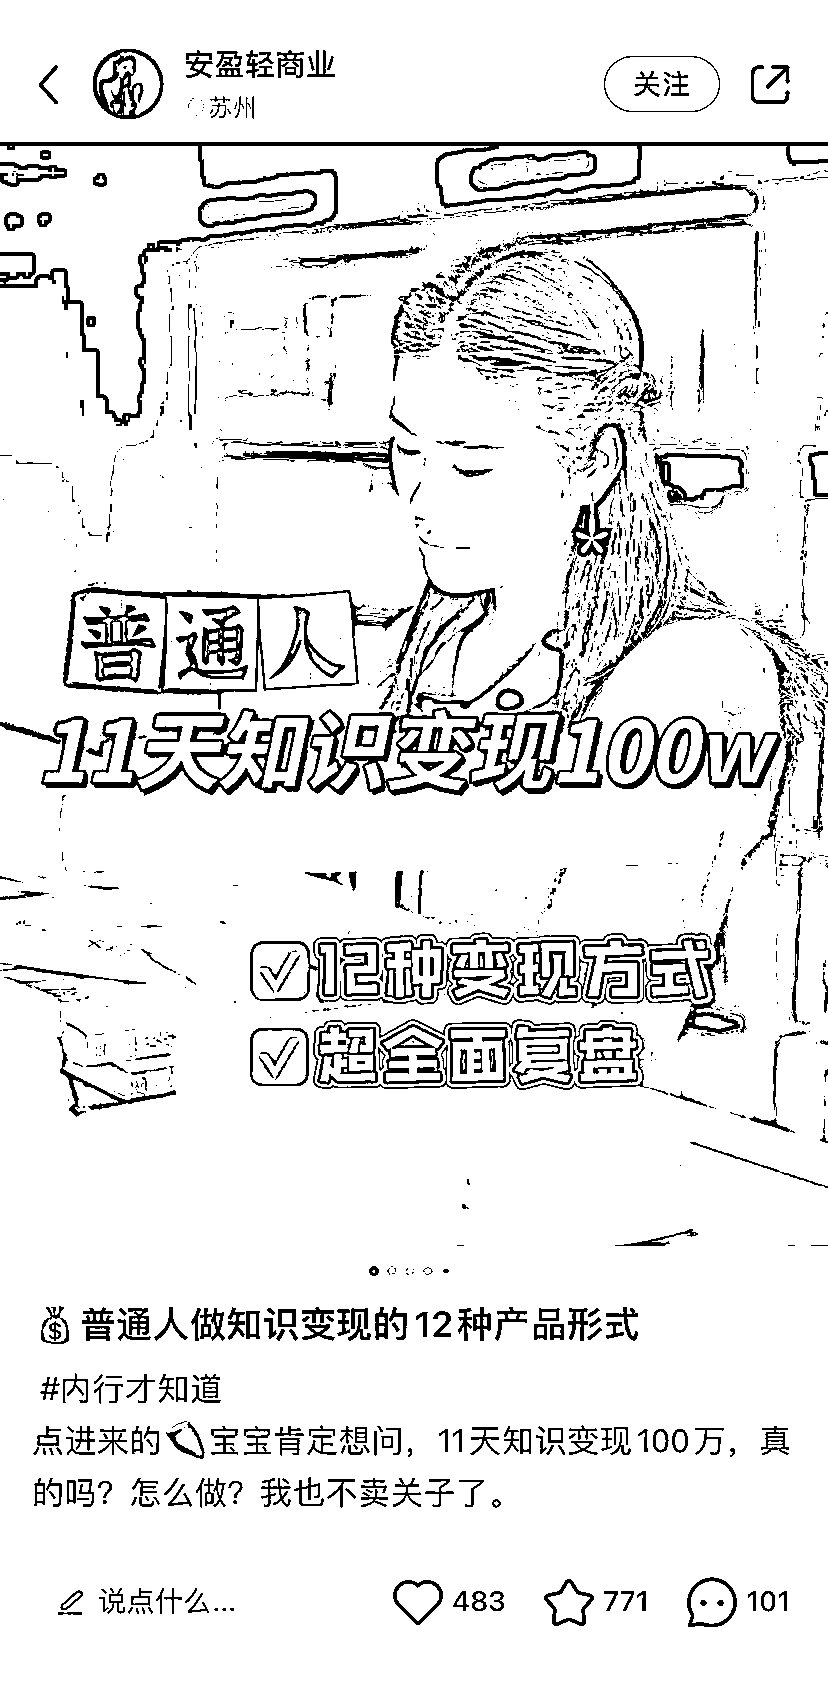 安盈轻商业
苏州
关注
普通人
11天知识变现100w
12种变现方式
超全面复盘
普通人做知识变现的12种产品形式
#内行才知道
点进来的宝宝肯定想问，11天知识变现100万，真
的吗？怎么做？我也不卖关子了。
说点什么...
483
771
101